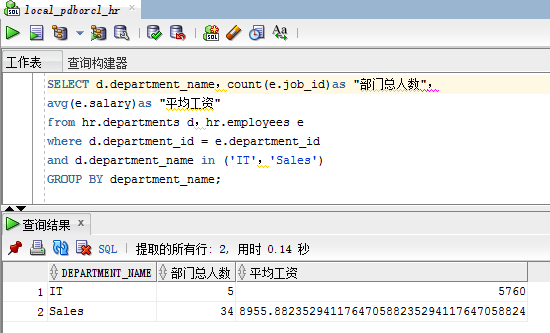 local_pdborcl_hr
SQL
Aa
工作表 查询构建器
SELECT d.department_name，count(e.job_id)as "部门总人数"，
avg(e.salary)as "平均工资"
from hr.departments d，hr.employees e
where d.department_id = e.department_id
and d.department_name in ('IT'，'Sales')
GROUP BY department_name;
查询结果 x
SQL | 提取的所有行: 2, 用时 0.14 秒
DEPARTMENT_NAME 部门总人数 平均工资
1 IT 5 5760
2 Sales 34 8955.88235294117647058823529411764705882​4